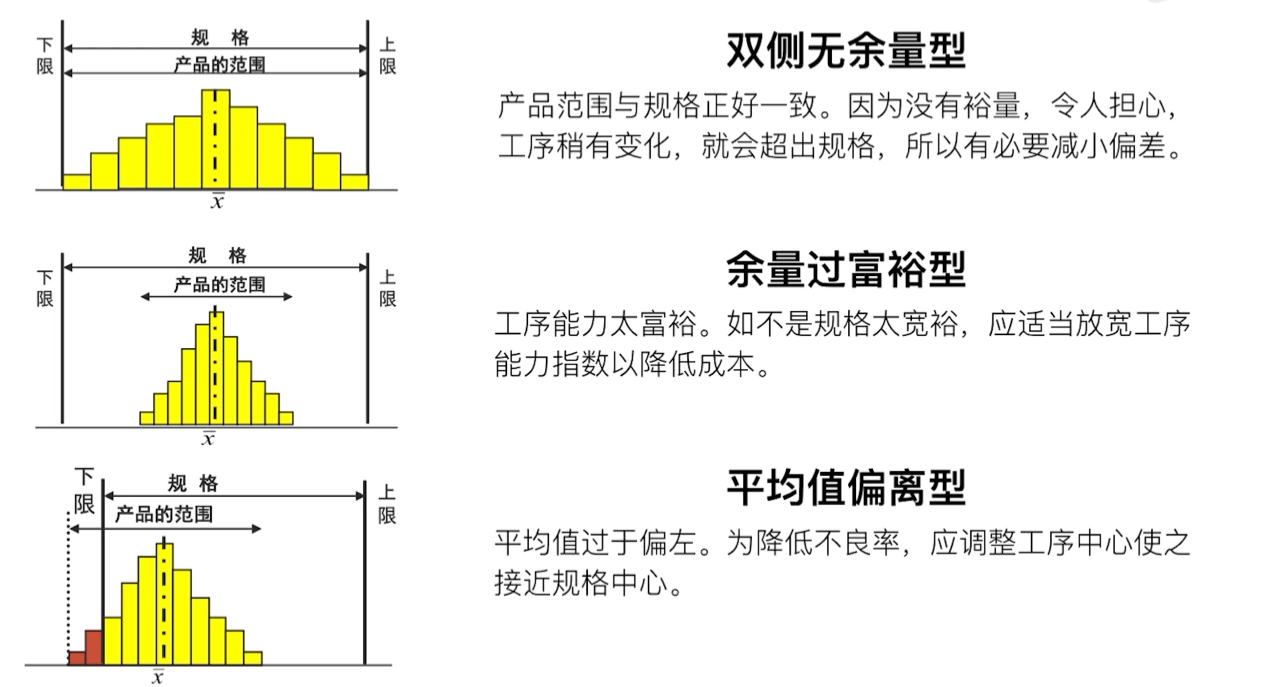 规 格
产品的范围
下限
上限
x̄
双侧无余量型
产品范围与规格正好一致。因为没有裕量，令人担心，
工序稍有变化，就会超出规格，所以有必要减小偏差。
规 格
产品的范围
下限
上限
x̄
余量过富裕型
工序能力太富裕。如不是规格太宽裕，应适当放宽工序
能力指数以降低成本。
下限
规 格
产品的范围
上限
x̄
平均值偏离型
平均值过于偏左。为降低不良率，应调整工序中心使之
接近规格中心。